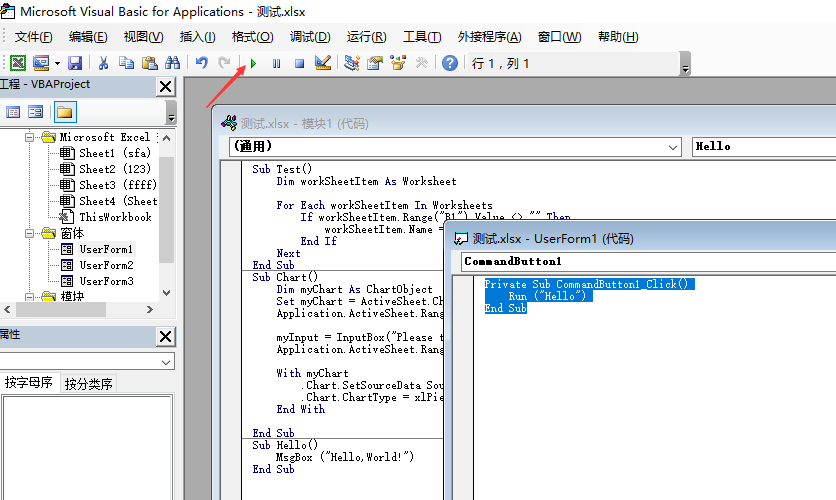 Microsoft Visual Basic for Applications - 测试.xlsx
文件(F) 编辑(E) 视图(V) 插入(I) 格式(O) 调试(D) 运行(R) 工具(T) 外接程序(A) 窗口(W) 帮助(H)
行 1，列 1
工程 - VBAProject
Microsoft Excel
Sheet1 (sfa)
Sheet2 (123)
Sheet3 (ffff)
Sheet4 (Sheet
ThisWorkbook
窗体
UserForm1
UserForm2
UserForm3
模块
属性
按字母序 按分类序
测试.xlsx - 模块1 (代码)
(通用) Hello
Sub Test()
Dim workSheetItem As Worksheet
For Each workSheetItem In Worksheets
If workSheetItem.Range("B1").Value <> "" Then
workSheetItem.Name =
End If
Next
End Sub
Sub Chart()
Dim myChart As ChartObject
Set myChart = ActiveSheet.Ch
Application.ActiveSheet.Rang
myInput = InputBox("Please t
Application.ActiveSheet.Rang
With myChart
.Chart.SetSourceData Sou
.Chart.ChartType = xlPie
End With
End Sub
Sub Hello()
MsgBox ("Hello,World!")
End Sub
测试.xlsx - UserForm1 (代码)
CommandButton1
Private Sub CommandButton1_Click()
Run ("Hello")
End Sub